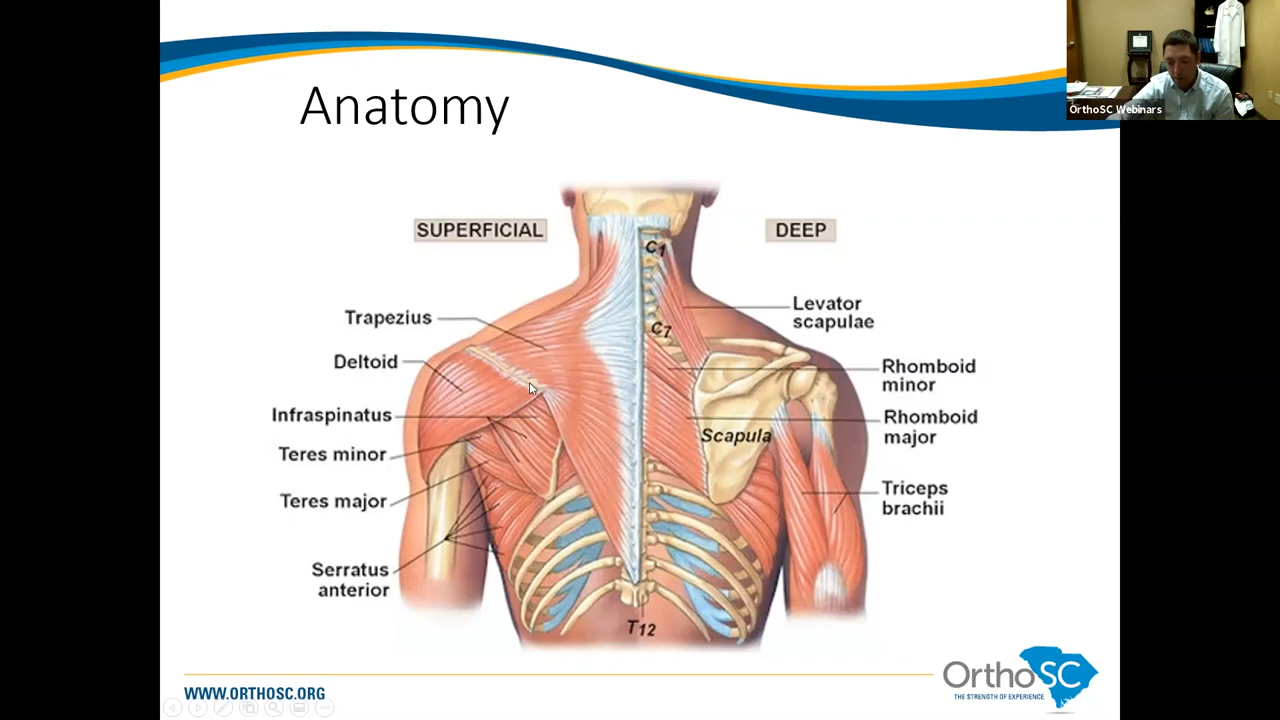 OrthoSC Webinars
Anatomy
SUPERFICIAL
DEEP
C1
C7
Trapezius
Deltoid
Infraspinatus
Teres minor
Teres major
Serratus
anterior
Levator
scapulae
Rhomboid
minor
Rhomboid
major
Scapula
Triceps
brachii
T12
WWW.ORTHOSC.ORG
OrthoSC
THE STRENGTH OF EXPERIENCE